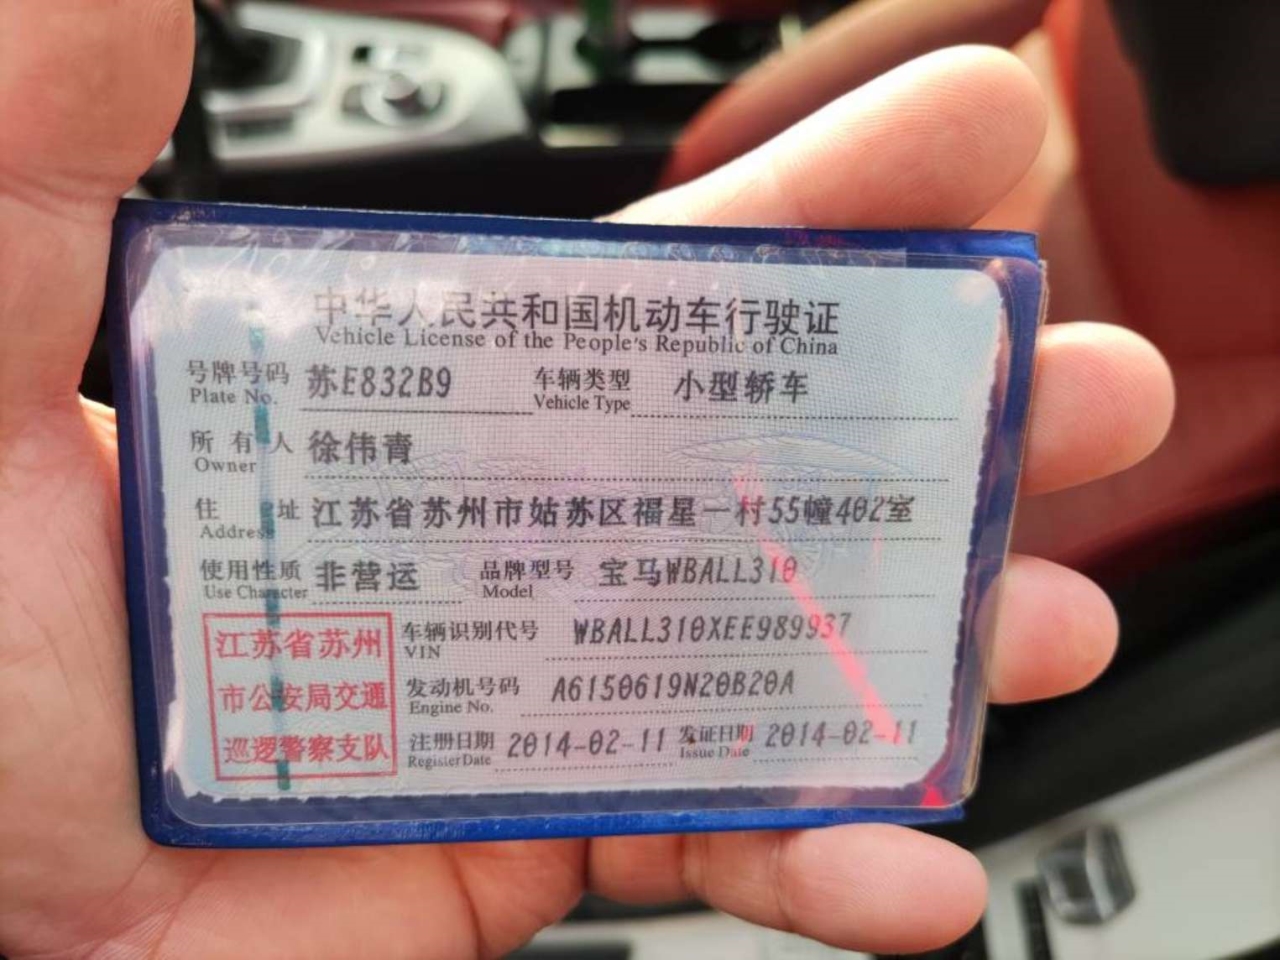 中华人民共和国机动车行驶证
Vehicle License of the People's Republic of China
号牌号码 苏E832B9 车辆类型 小型轿车
Plate No. Vehicle Type
所有人 徐伟青
Owner
住址 江苏省苏州市姑苏区福星一村55幢402室
Address
使用性质 非营运 品牌型号 宝马WBALL310
Use Character Model
江苏省苏州
市公安局交通
巡逻警察支队
车辆识别代号 WBALL310XEE989937
VIN
发动机号码 A6150619N20B20A
Engine No.
注册日期 2014-02-11 发证日期 2014-02-11
Register Date Issue Date